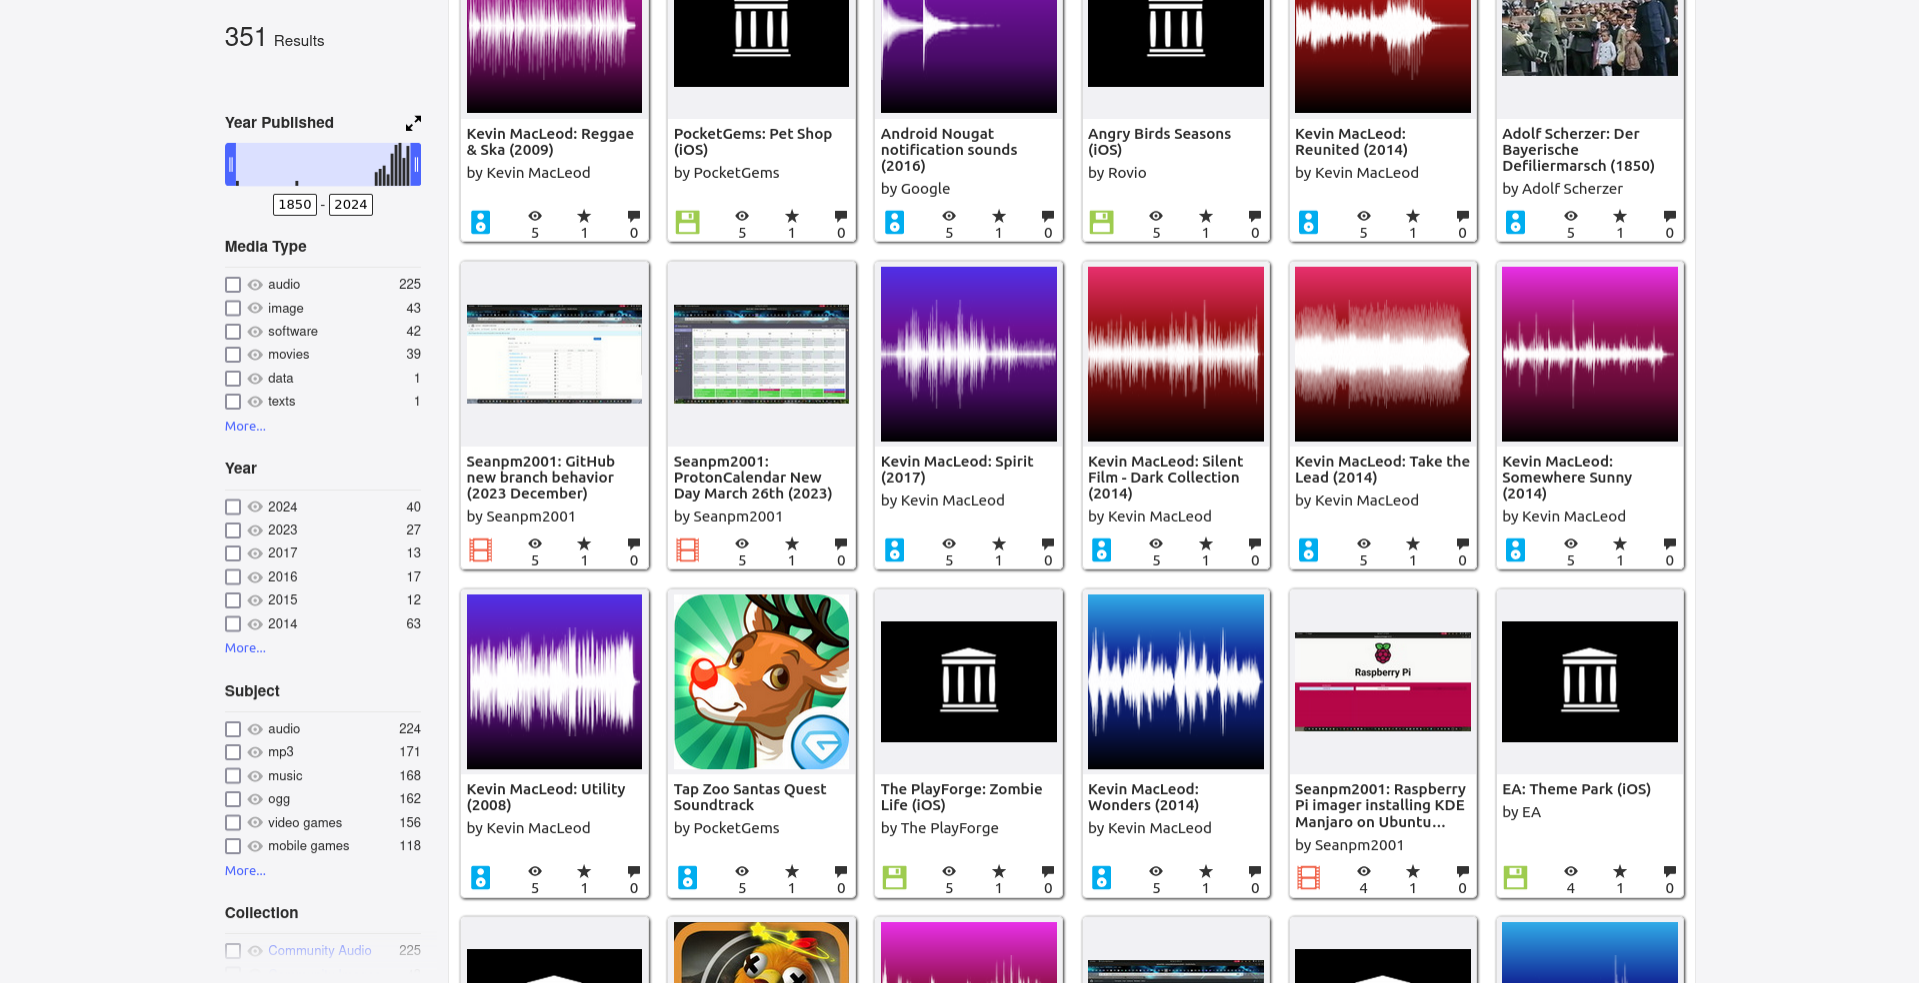 351 Results
Year Published
1850 - 2024
Media Type
audio 225
image 43
software 42
movies 39
data 1
texts 1
More...
Year
2024 40
2023 27
2017 13
2016 17
2015 12
2014 63
More...
Subject
audio 224
mp3 171
music 168
ogg 162
video games 156
mobile games 118
More...
Collection
Community Audio 225
Kevin MacLeod: Reggae
& Ska (2009)
by Kevin MacLeod
5 1 0
PocketGems: Pet Shop
(iOS)
by PocketGems
5 1 0
Android Nougat
notification sounds
(2016)
by Google
5 1 0
Angry Birds Seasons
(iOS)
by Rovio
5 1 0
Kevin MacLeod:
Reunited (2014)
by Kevin MacLeod
5 1 0
Adolf Scherzer: Der
Bayerische
Defiliermarsch (1850)
by Adolf Scherzer
5 1 0
Seanpm2001: GitHub
new branch behavior
(2023 December)
by Seanpm2001
5 1 0
Seanpm2001:
ProtonCalendar New
Day March 26th (2023)
by Seanpm2001
5 1 0
Kevin MacLeod: Spirit
(2017)
by Kevin MacLeod
5 1 0
Kevin MacLeod: Silent
Film - Dark Collection
(2014)
by Kevin MacLeod
5 1 0
Kevin MacLeod: Take the
Lead (2014)
by Kevin MacLeod
5 1 0
Kevin MacLeod:
Somewhere Sunny
(2014)
by Kevin MacLeod
5 1 0
Kevin MacLeod: Utility
(2008)
by Kevin MacLeod
5 1 0
Tap Zoo Santas Quest
Soundtrack
by PocketGems
5 1 0
The PlayForge: Zombie
Life (iOS)
by The PlayForge
5 1 0
Kevin MacLeod:
Wonders (2014)
by Kevin MacLeod
5 1 0
Raspberry Pi
Seanpm2001: Raspberry
Pi imager installing KDE
Manjaro on Ubuntu...
by Seanpm2001
4 1 0
EA: Theme Park (iOS)
by EA
4 1 0